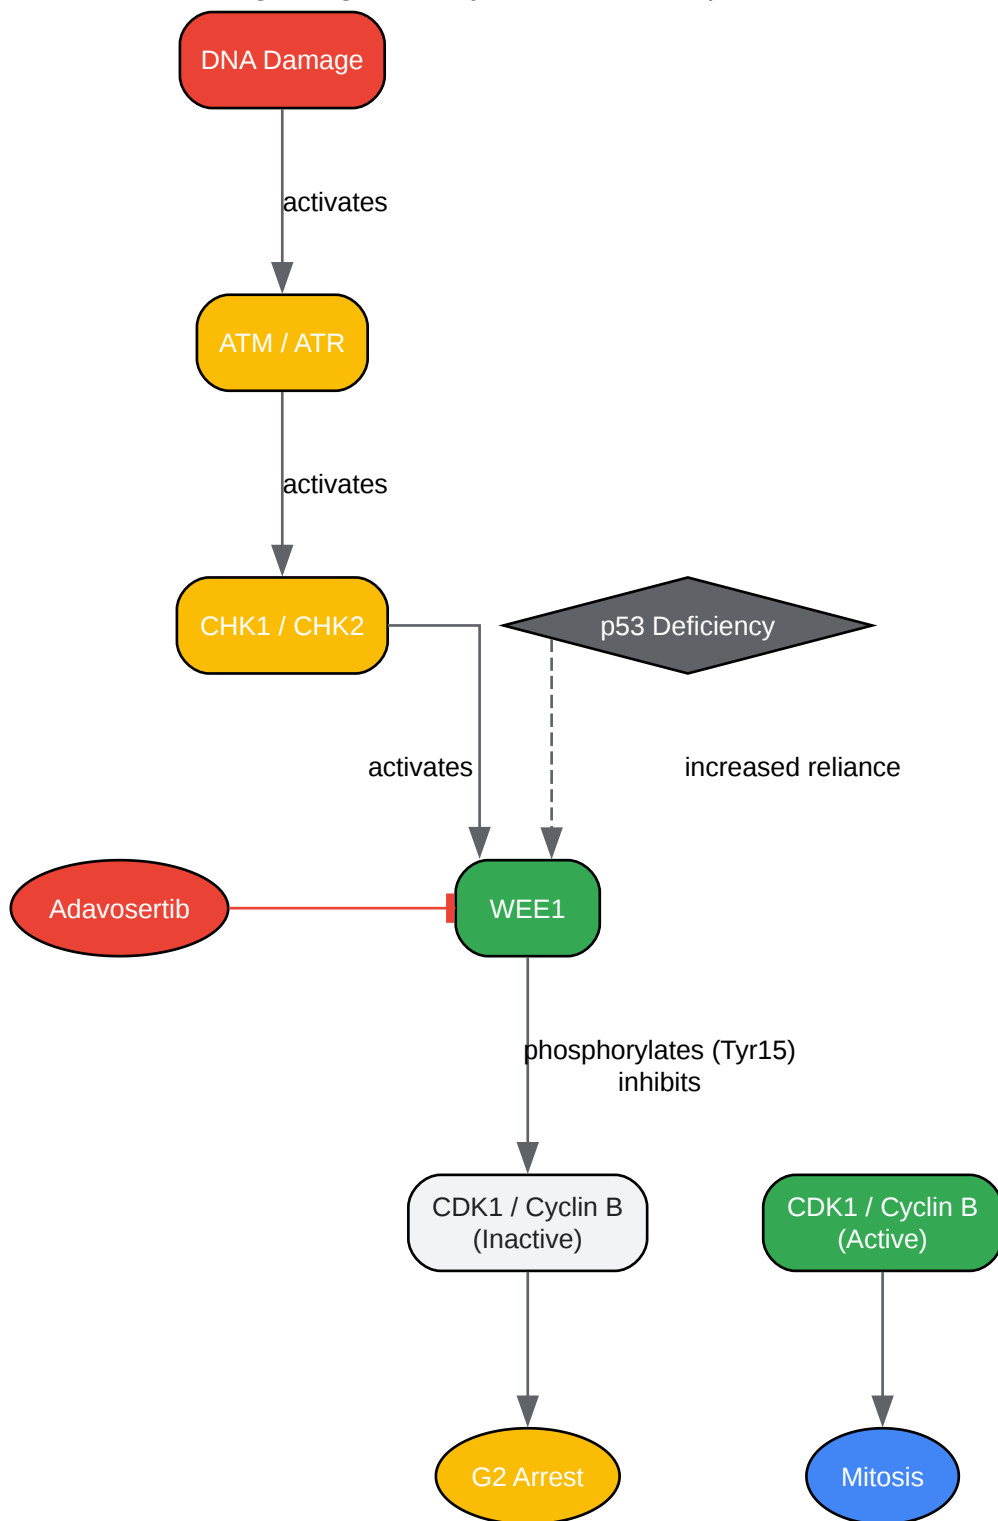 DNA Damage
activates
ATM / ATR
activates
CHK1 / CHK2
p53 Deficiency
activates
increased reliance
Adavosertib
WEE1
phosphorylates (Tyr15)
inhibits
CDK1 / Cyclin B
(Inactive)
CDK1 / Cyclin B
(Active)
G2 Arrest
Mitosis